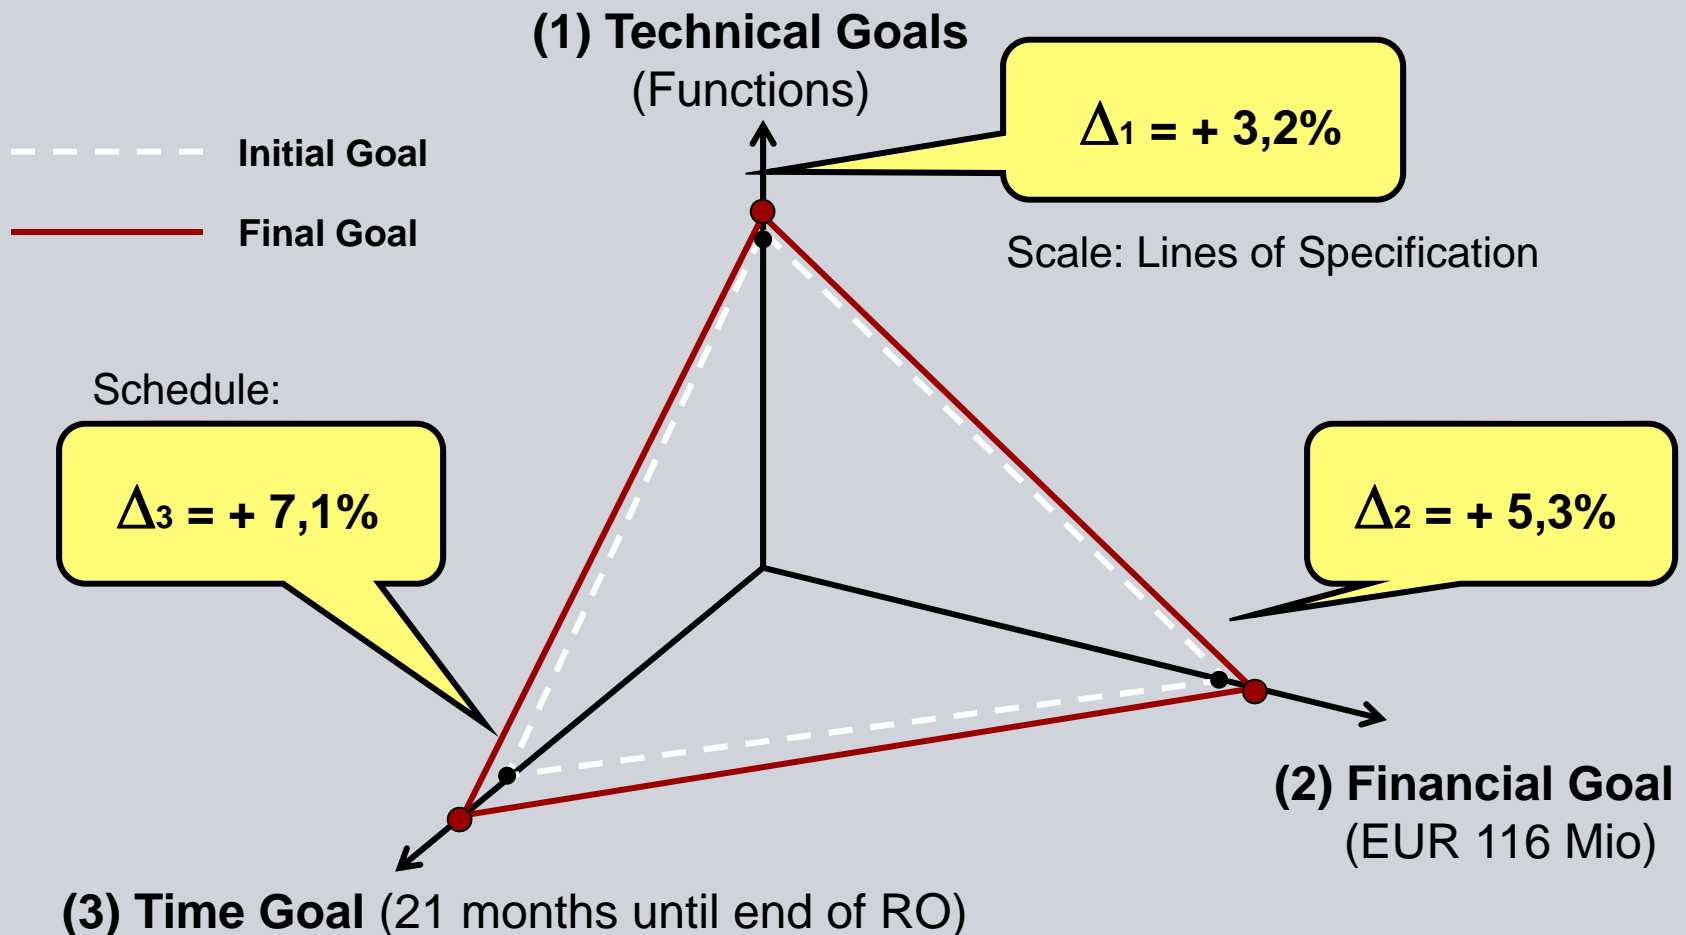 (1) Technical Goals
(Functions)
Δ1 = + 3,2%
Initial Goal
Final Goal
Scale: Lines of Specification
Schedule:
Δ3 = + 7,1%
Δ2 = + 5,3%
(2) Financial Goal
(EUR 116 Mio)
(3) Time Goal (21 months until end of RO)